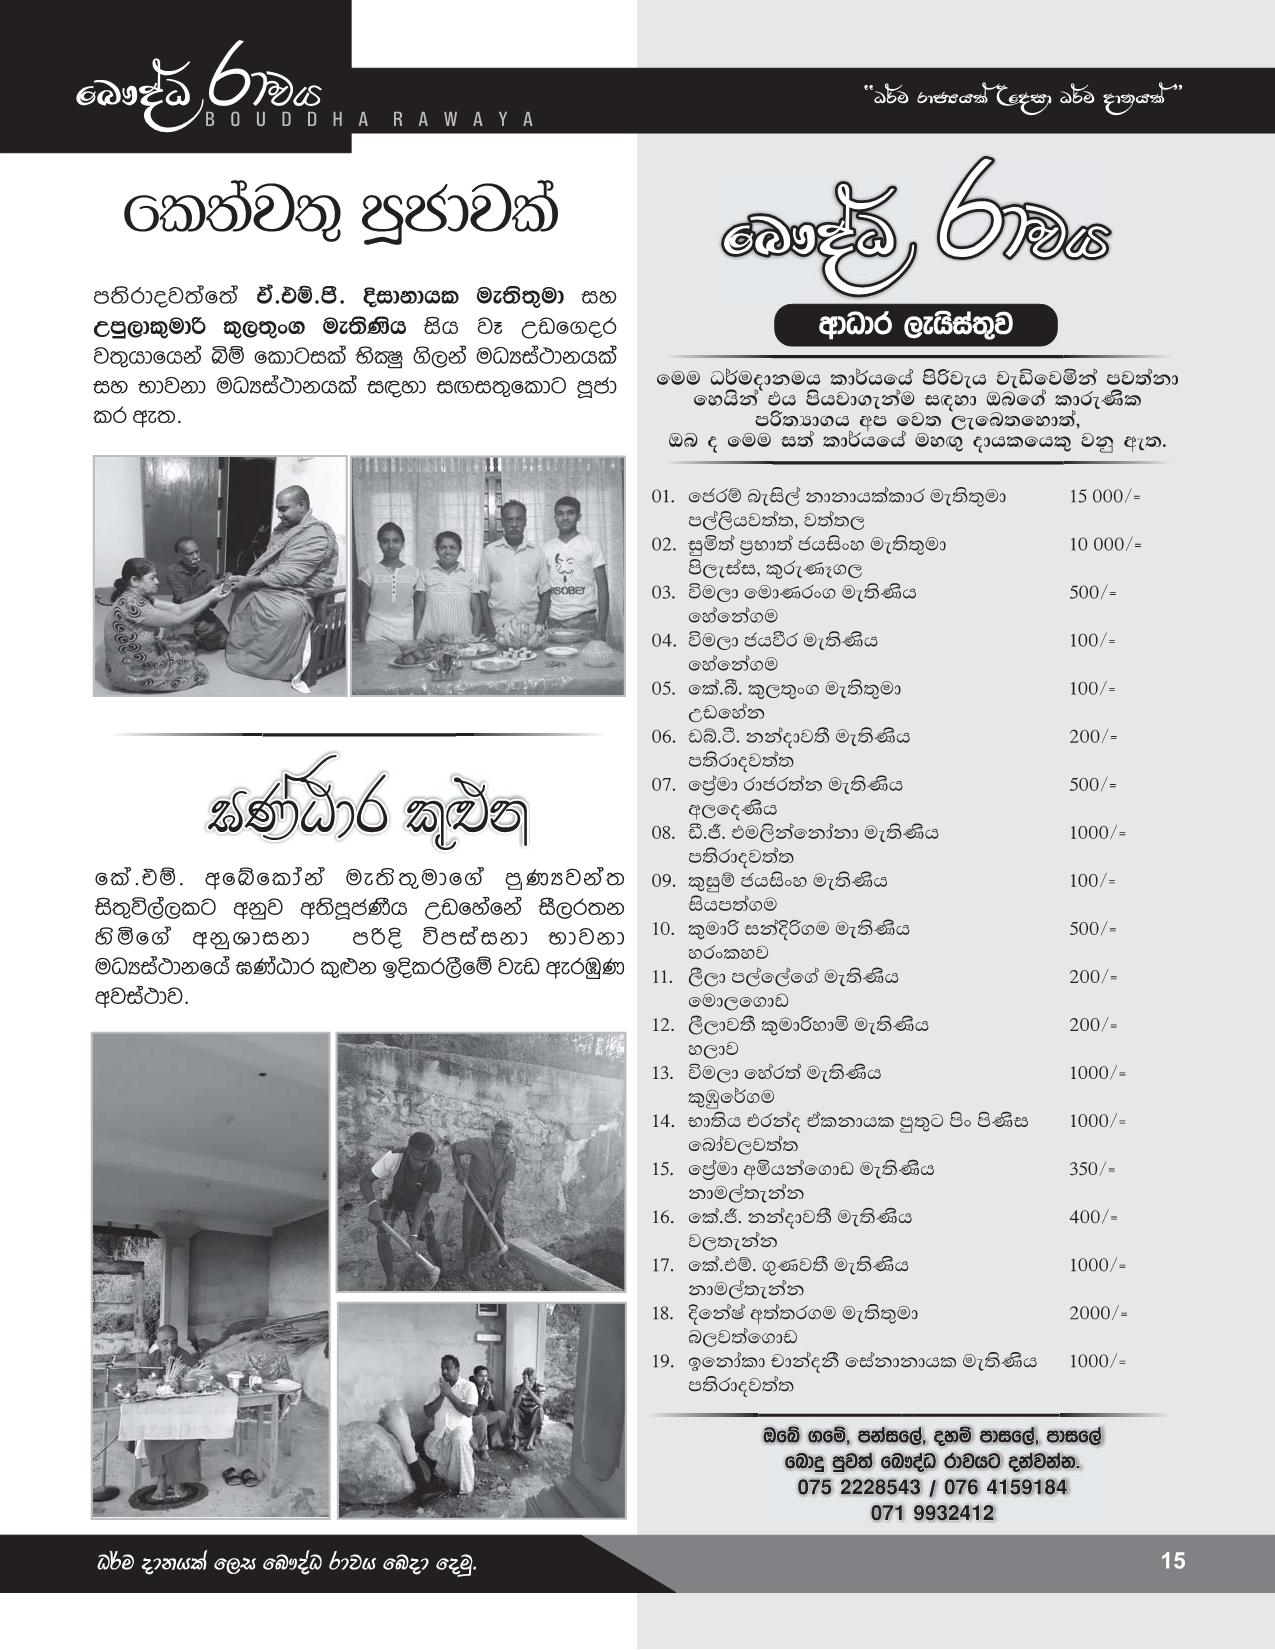 බෞද්ධ රාවය
BOUDDHA RAWAYA
“ධර්ම රාජ්‍යයක් උදෙසා ධර්ම දානයක්”
කෙත්වතු පූජාවක්
පතිරාදවත්තේ ඒ.එම්.පී. දිසානායක මැතිතුමා සහ
උපුලාකුමාරි කුලතුංග මැතිණිය සිය වෑ උඩගෙදර
වතුයායෙන් බිම් කොටසක් භික්‍ෂු ගිලන් මධ්‍යස්ථානයක්
සහ භාවනා මධ්‍යස්ථානයක් සඳහා සඟසතුකොට පූජා
කර ඇත.
ඝණ්ඨාර කුළුන
කේ.එම්. අබේකෝන් මැතිතුමාගේ පුණ්‍යවන්ත
සිතුවිල්ලකට අනුව අතිපූජණීය උඩහේනේ සීලරතන
හිමිගේ අනුශාසනා පරිදි විපස්සනා භාවනා
මධ්‍යස්ථානයේ ඝණ්ඨාර කුළුන ඉදිකරලීමේ වැඩ ඇරඹුණ
අවස්ථාව.
බෞද්ධ රාවය
ආධාර ලැයිස්තුව
මෙම ධර්මදානමය කාර්යයේ පිරිවැය වැඩිවෙමින් පවත්නා
හෙයින් එය පියවාගැන්ම සඳහා ඔබගේ කාරුණික
පරිත්‍යාගය අප වෙත ලැබෙතහොත්,
ඔබ ද මෙම සත් කාර්යයේ මහඟු දායකයෙකු වනු ඇත.
01. ජෙරම් බැසිල් නානායක්කාර මැතිතුමා 15 000/=
පල්ලියවත්ත, වත්තල
02. සුමිත් ප්‍රභාත් ජයසිංහ මැතිතුමා 10 000/=
පිලැස්ස, කුරුණෑගල
03. විමලා මොණරංග මැතිණිය 500/=
හේනේගම
04. විමලා ජයවීර මැතිණිය 100/=
හේනේගම
05. කේ.බී. කුලතුංග මැතිතුමා 100/=
උඩහේන
06. ඩබ්.ටී. නන්දාවතී මැතිණිය 200/=
පතිරාදවත්ත
07. ප්‍රේමා රාජරත්න මැතිණිය 500/=
අලදෙණිය
08. ඩී.ජී. එමලින්නෝනා මැතිණිය 1000/=
පතිරාදවත්ත
09. කුසුම් ජයසිංහ මැතිණිය 100/=
සියපත්ගම
10. කුමාරි සන්දිරිගම මැතිණිය 500/=
හරංකහව
11. ලීලා පල්ලේගේ මැතිණිය 200/=
මොලගොඩ
12. ලීලාවතී කුමාරිහාමි මැතිණිය 200/=
හලාව
13. විමලා හේරත් මැතිණිය 1000/=
කුඹුරේගම
14. භාතිය එරන්ද ඒකනායක පුතුට පිං පිණිස 1000/=
බෝවලවත්ත
15. ප්‍රේමා අමියන්ගොඩ මැතිණිය 350/=
නාමල්තැන්න
16. කේ.ජී. නන්දාවතී මැතිණිය 400/=
වලතැන්න
17. කේ.එම්. ගුණවතී මැතිණිය 1000/=
නාමල්තැන්න
18. දිනේෂ් අත්තරගම මැතිතුමා 2000/=
බලවත්ගොඩ
19. ඉනෝකා චාන්දනී සේනානායක මැතිණිය 1000/=
පතිරාදවත්ත
ඔබේ ගමේ, පන්සලේ, දහම් පාසලේ, පාසලේ
බොදු පුවත් බෞද්ධ රාවයට දන්වන්න.
075 2228543 / 076 4159184
071 9932412
ධර්ම දානයක් ලෙස බෞද්ධ රාවය බෙදා දෙමු.
15